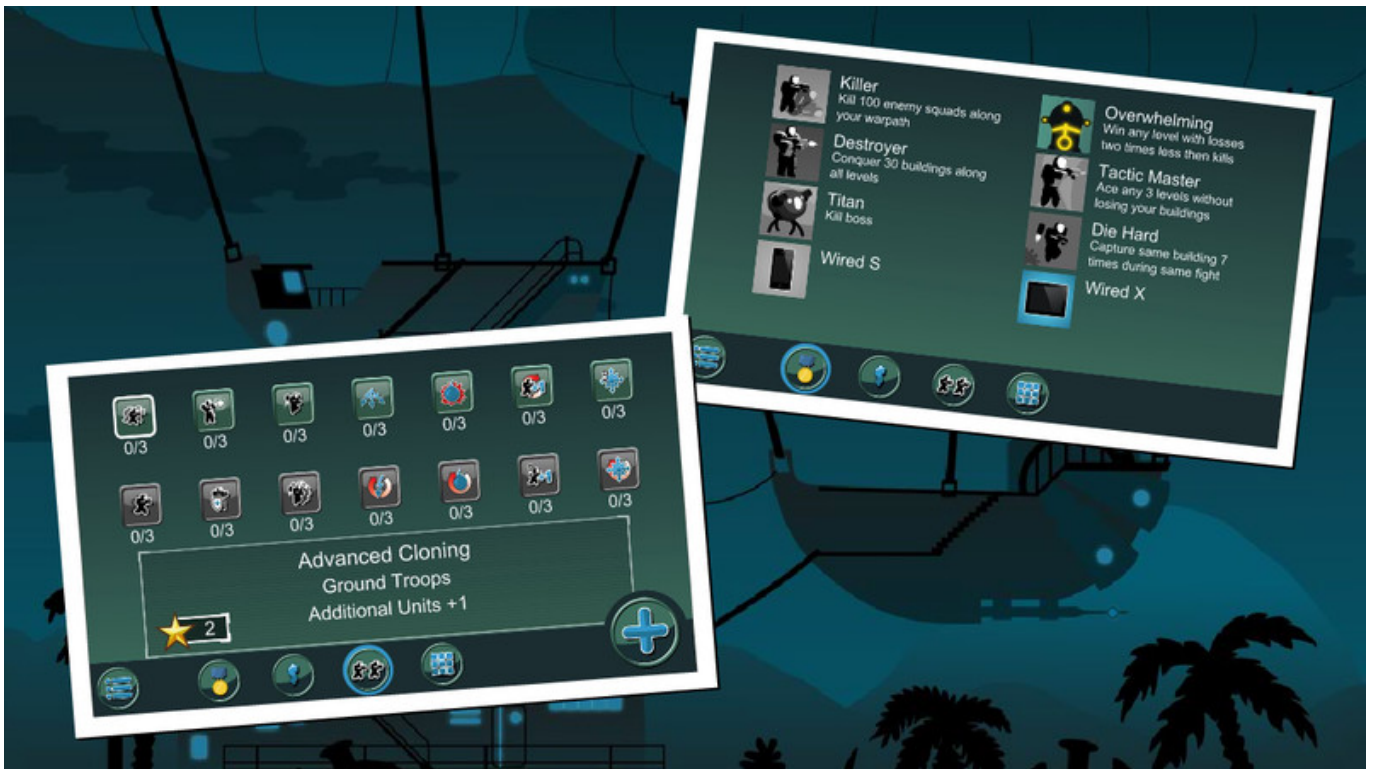 Killer
Kill 100 enemy squads along
your warpath
Destroyer
Conquer 30 buildings along
all levels
Titan
Kill boss
Wired S
Overwhelming
Win any level with losses
two times less then kills
Tactic Master
Ace any 3 levels without
losing your buildings
Die Hard
Capture same building 7
times during same fight
Wired X
0/3 0/3 0/3 0/3 0/3 0/3 0/3
0/3 0/3 0/3 0/3 0/3 0/3 0/3
Advanced Cloning
Ground Troops
Additional Units +1
2